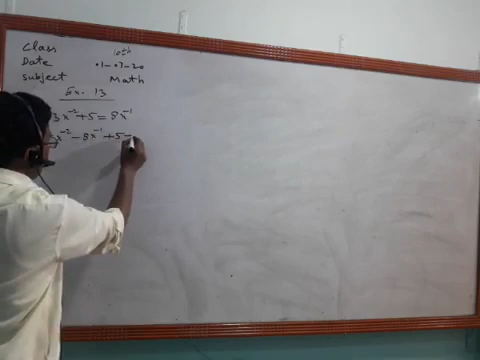 Class 10th
Date 01-07-20
Subject Math
Ex. 13
3x⁻² + 5 = 8x⁻¹
x⁻² - 8x⁻¹ + 5 =